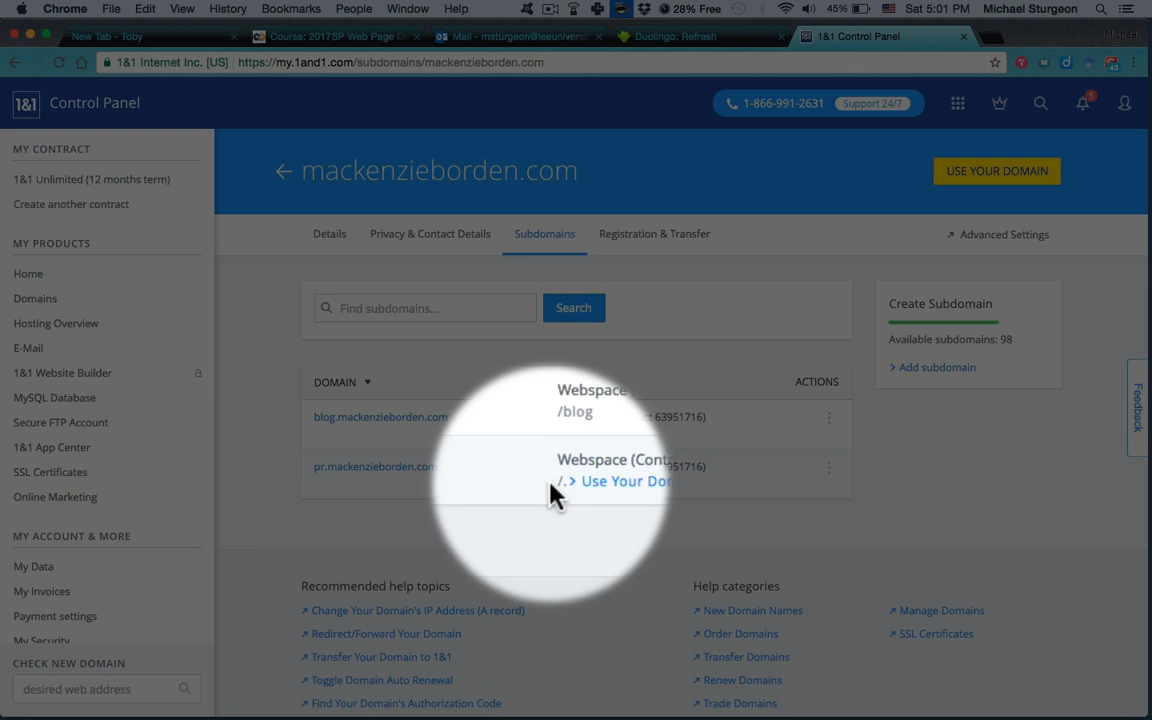 Chrome File Edit View History Bookmarks People Window Help 28% Free 45% Sat 5:01 PM Michael Sturgeon
New Tab - Toby Course: 2017SP Web Page D Mail - msturgeon@leeuniversi Duolingo: Refresh 1&1 Control Panel
1&1 Internet Inc. [US] https://my.1and1.com/subdomains/mackenzieborden.com
1&1 Control Panel 1-866-991-2631 Support 24/7 5
MY CONTRACT
1&1 Unlimited (12 months term)
Create another contract
MY PRODUCTS
Home
Domains
Hosting Overview
E-Mail
1&1 Website Builder
MySQL Database
Secure FTP Account
1&1 App Center
SSL Certificates
Online Marketing
MY ACCOUNT & MORE
My Data
My Invoices
Payment settings
My Security
CHECK NEW DOMAIN
desired web address
mackenzieborden.com USE YOUR DOMAIN
Details Privacy & Contact Details Subdomains Registration & Transfer Advanced Settings
Find subdomains... Search
Create Subdomain
Available subdomains: 98
Add subdomain
DOMAIN ACTIONS
Webspace
blog.mackenzieborden.com /blog 63951716)
Webspace (Cont
pr.mackenzieborden.com 951716)
/. > Use Your Do
Feedback
Recommended help topics
Change Your Domain's IP Address (A record)
Redirect/Forward Your Domain
Transfer Your Domain to 1&1
Toggle Domain Auto Renewal
Find Your Domain's Authorization Code
Help categories
New Domain Names Manage Domains
Order Domains SSL Certificates
Transfer Domains
Renew Domains
Trade Domains